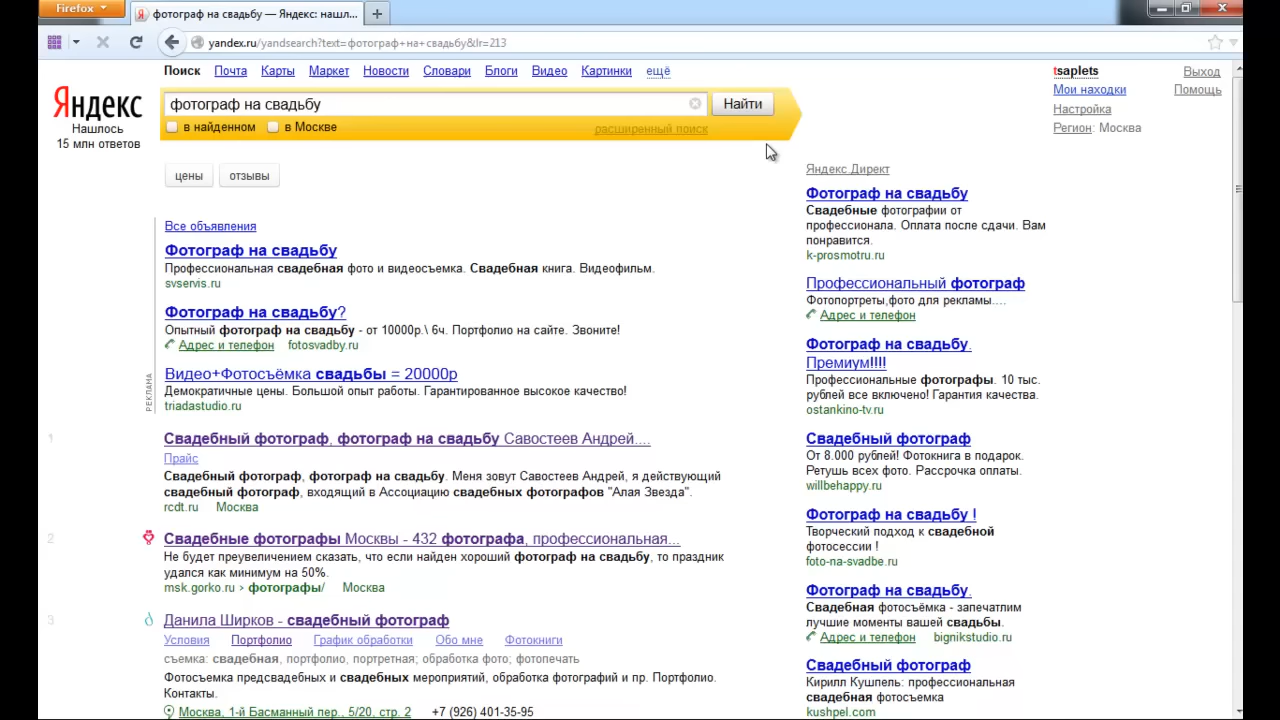 Firefox
фотограф на свадьбу — Яндекс: нашл...
yandex.ru/yandsearch?text=фотограф+на+свадьбу&lr=213
Поиск Почта Карты Маркет Новости Словари Блоги Видео Картинки ещё
tsaplets Выход
Мои находки Помощь
Настройка
Регион: Москва
Яндекс
Нашлось
15 млн ответов
фотограф на свадьбу
Найти
в найденном в Москве расширенный поиск
цены отзывы
Все объявления
Фотограф на свадьбу
Профессиональная свадебная фото и видеосъемка. Свадебная книга. Видеофильм.
svservis.ru
Фотограф на свадьбу?
Опытный фотограф на свадьбу - от 10000р.\ 6ч. Портфолио на сайте. Звоните!
Адрес и телефон fotosvadby.ru
Видео+Фотосъёмка свадьбы = 20000р
Демократичные цены. Большой опыт работы. Гарантированное высокое качество!
triadastudio.ru
РЕКЛАМА
1
Свадебный фотограф, фотограф на свадьбу Савостеев Андрей....
Прайс
Свадебный фотограф, фотограф на свадьбу. Меня зовут Савостеев Андрей, я действующий
свадебный фотограф, входящий в Ассоциацию свадебных фотографов "Алая Звезда".
rcdt.ru Москва
2
Свадебные фотографы Москвы - 432 фотографа, профессиональная...
Не будет преувеличением сказать, что если найден хороший фотограф на свадьбу, то праздник
удался как минимум на 50%.
msk.gorko.ru › фотографы/ Москва
3
Данила Ширков - свадебный фотограф
Условия Портфолио График обработки Обо мне Фотокниги
съемка: свадебная, портфолио, портретная; обработка фото; фотопечать
Фотосъемка предсвадебных и свадебных мероприятий, обработка фотографий и пр. Портфолио.
Контакты.
Москва, 1-й Басманный пер., 5/20, стр. 2 +7 (926) 401-35-95
Яндекс Директ
Фотограф на свадьбу
Свадебные фотографии от
профессионала. Оплата после сдачи. Вам
понравится.
k-prosmotru.ru
Профессиональный фотограф
Фотопортреты,фото для рекламы....
Адрес и телефон
Фотограф на свадьбу.
Премиум!!!!
Профессиональные фотографы. 10 тыс.
рублей все включено! Гарантия качества.
ostankino-tv.ru
Свадебный фотограф
От 8.000 рублей! Фотокнига в подарок.
Ретушь всех фото. Рассрочка оплаты.
willbehappy.ru
Фотограф на свадьбу !
Творческий подход к свадебной
фотосессии !
foto-na-svadbe.ru
Фотограф на свадьбу.
Свадебная фотосъёмка - запечатлим
лучшие моменты вашей свадьбы.
Адрес и телефон bignikstudio.ru
Свадебный фотограф
Кирилл Кушпель: профессиональная
свадебная фотосъемка
kushpel.com